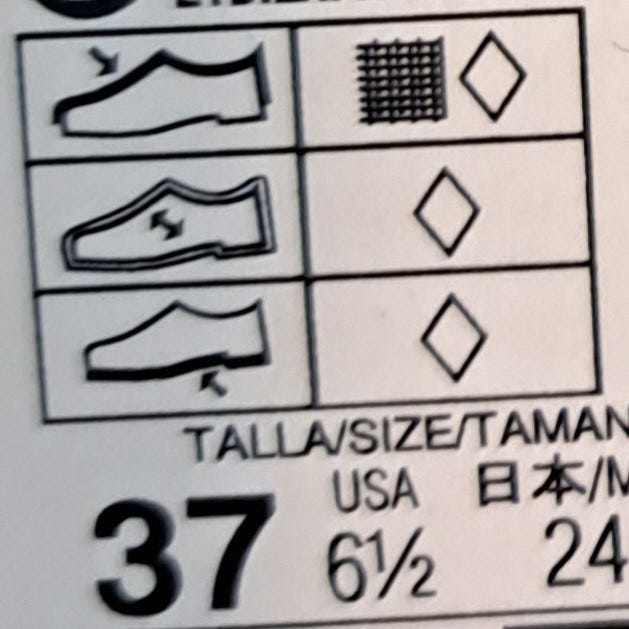 TALLA/SIZE/TAMAN
USA 日本/M
37 6½ 24